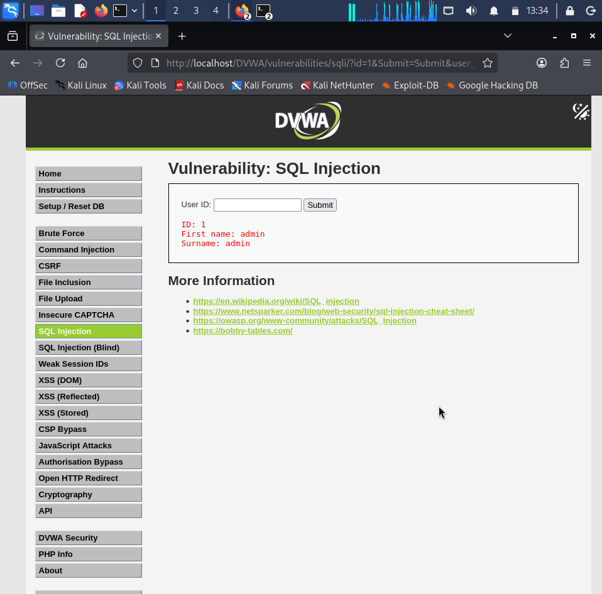 1 2 3 4 2 2 13:34
Vulnerability: SQL Injectio
http://localhost/DVWA/vulnerabilities/sqli/?id=1&Submit=Submit&user_
OffSec Kali Linux Kali Tools Kali Docs Kali Forums Kali NetHunter Exploit-DB Google Hacking DB
DVWA
Vulnerability: SQL Injection
Home
Instructions
Setup / Reset DB
Brute Force
Command Injection
CSRF
File Inclusion
File Upload
Insecure CAPTCHA
SQL Injection
SQL Injection (Blind)
Weak Session IDs
XSS (DOM)
XSS (Reflected)
XSS (Stored)
CSP Bypass
JavaScript Attacks
Authorisation Bypass
Open HTTP Redirect
Cryptography
API
DVWA Security
PHP Info
About
User ID: Submit
ID: 1
First name: admin
Surname: admin
More Information
https://en.wikipedia.org/wiki/SQL_injection
https://www.netsparker.com/blog/web-security/sql-injection-cheat-sheet/
https://owasp.org/www-community/attacks/SQL_Injection
https://bobby-tables.com/